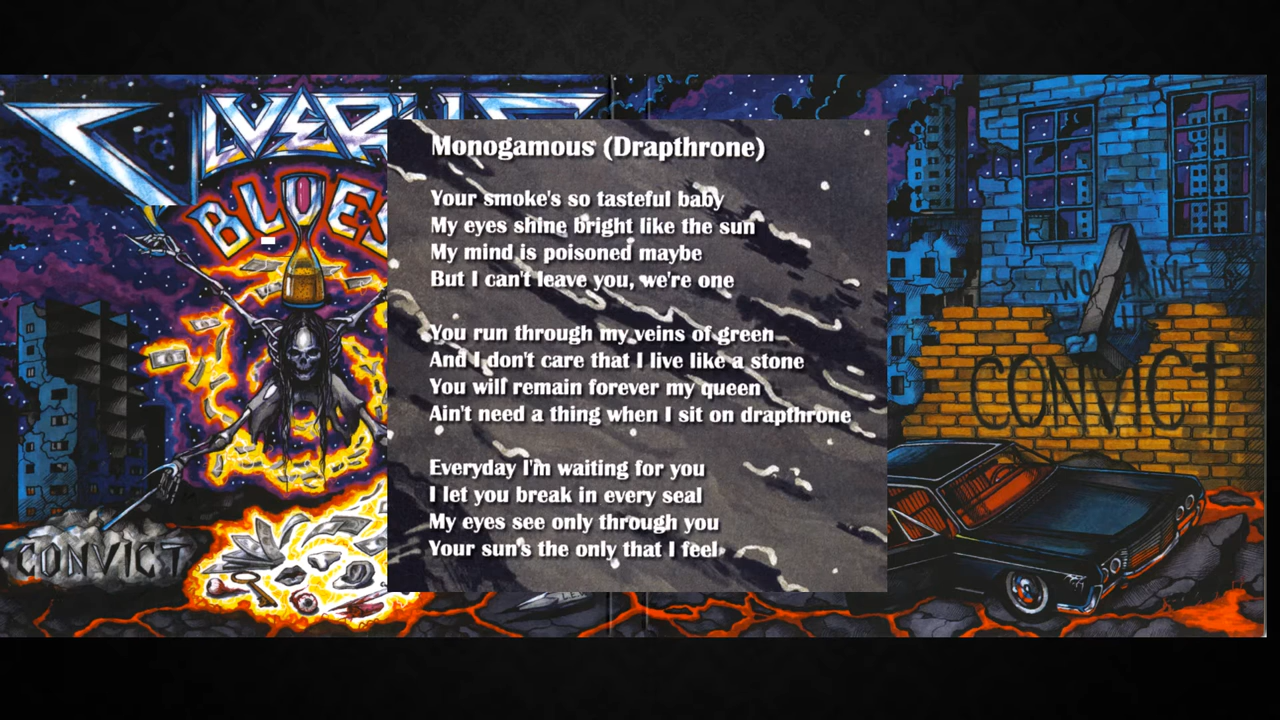 BLUES
Monogamous (Drapthrone)
Your smoke's so tasteful baby
My eyes shine bright like the sun
My mind is poisoned maybe
But I can't leave you, we're one
You run through my veins of green
And I don't care that I live like a stone
You will remain forever my queen
Ain't need a thing when I sit on drapthrone
Everyday I'm waiting for you
I let you break in every seal
My eyes see only through you
Your sun's the only that I feel
CONVICT
CONVICT